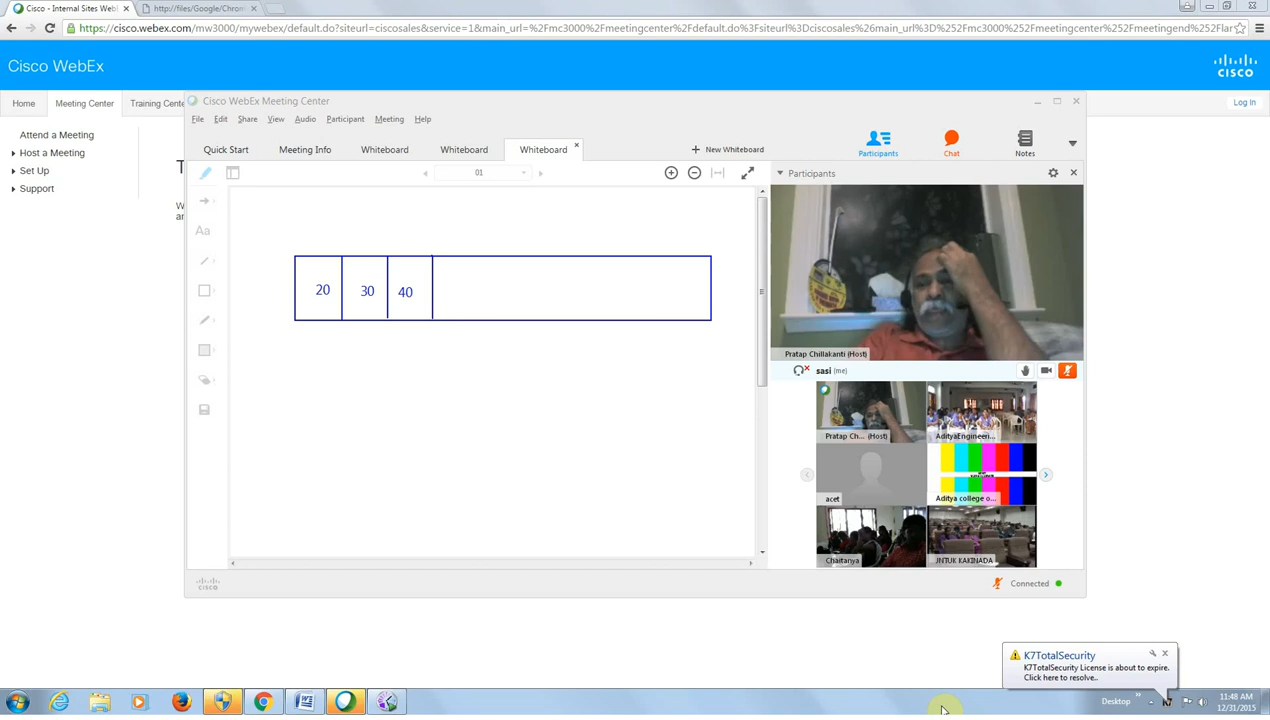 Cisco - Internal Sites Web
http://files/Google/Chrom
https://cisco.webex.com/mw3000/mywebex/default.do?siteurl=ciscosales&service=1&main_url=%2Fmc3000%2Fmeetingcenter%2Fdefault.do%3Fsiteurl%3Dciscosales%26main_url%3D%252Fmc3000%252Fmeetingcenter%252Fmeetingend%252Flar
Cisco WebEx
CISCO
Home Meeting Center Training Cente Log In
Attend a Meeting
Host a Meeting
Set Up
Support
Cisco WebEx Meeting Center
File Edit Share View Audio Participant Meeting Help
Quick Start Meeting Info Whiteboard Whiteboard Whiteboard New Whiteboard
Participants Chat Notes
01
Participants
Aa
20 30 40
Pratap Chillakanti (Host)
sasi (me)
Pratap Ch... (Host) AdityaEngineeri...
acet Aditya college o...
Chaitanya JNTUK KAKINADA
CISCO
Connected
K7TotalSecurity
K7TotalSecurity License is about to expire.
Click here to resolve..
Desktop
11:48 AM
12/31/2015